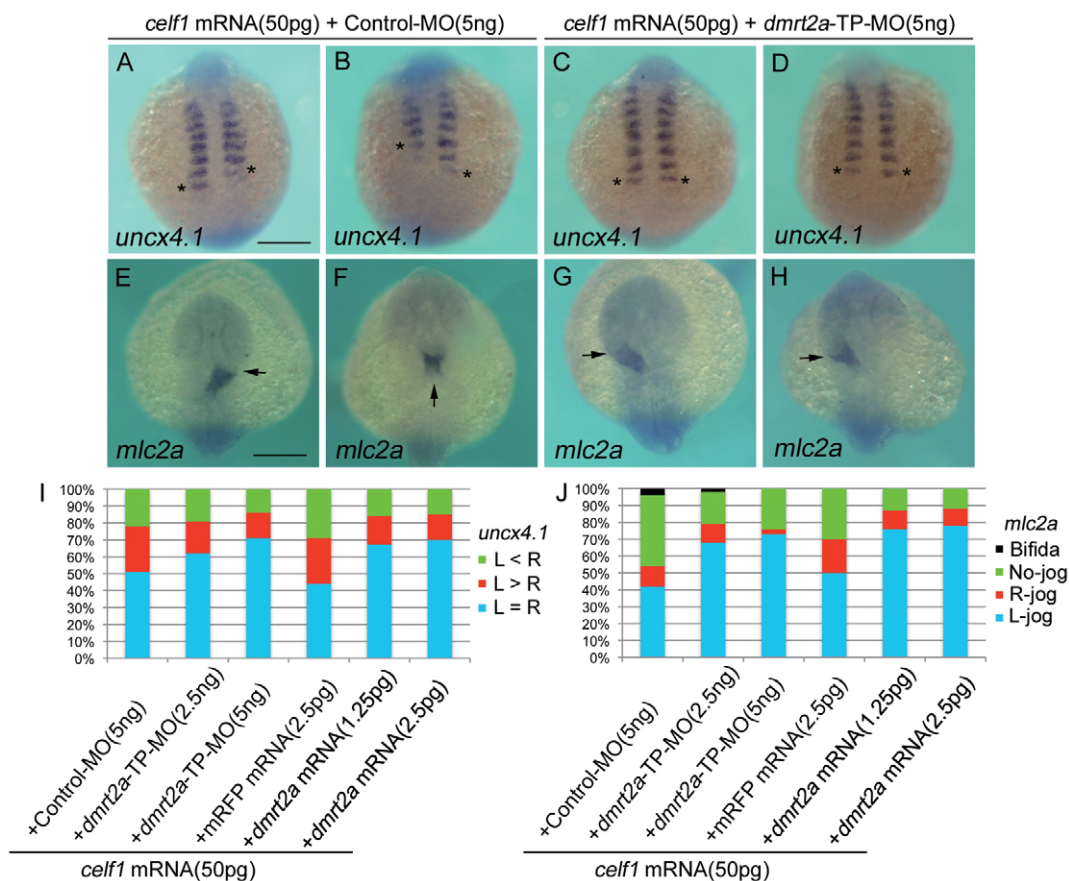 celf1 mRNA(50pg) + Control-MO(5ng)
celf1 mRNA(50pg) + dmrt2a-TP-MO(5ng)
A
B
C
D
*
*
*
*
*
*
*
*
uncx4.1
uncx4.1
uncx4.1
uncx4.1
E
F
G
H
mlc2a
mlc2a
mlc2a
mlc2a
I
100%
90%
80%
70%
60%
50%
40%
30%
20%
10%
0%
uncx4.1
L < R
L > R
L = R
+Control-MO(5ng)
+dmrt2a-TP-MO(2.5ng)
+dmrt2a-TP-MO(5ng)
+mRFP mRNA(2.5pg)
+dmrt2a mRNA(1.25pg)
+dmrt2a mRNA(2.5pg)
celf1 mRNA(50pg)
J
100%
90%
80%
70%
60%
50%
40%
30%
20%
10%
0%
mlc2a
Bifida
No-jog
R-jog
L-jog
+Control-MO(5ng)
+dmrt2a-TP-MO(2.5ng)
+dmrt2a-TP-MO(5ng)
+mRFP mRNA(2.5pg)
+dmrt2a mRNA(1.25pg)
+dmrt2a mRNA(2.5pg)
celf1 mRNA(50pg)